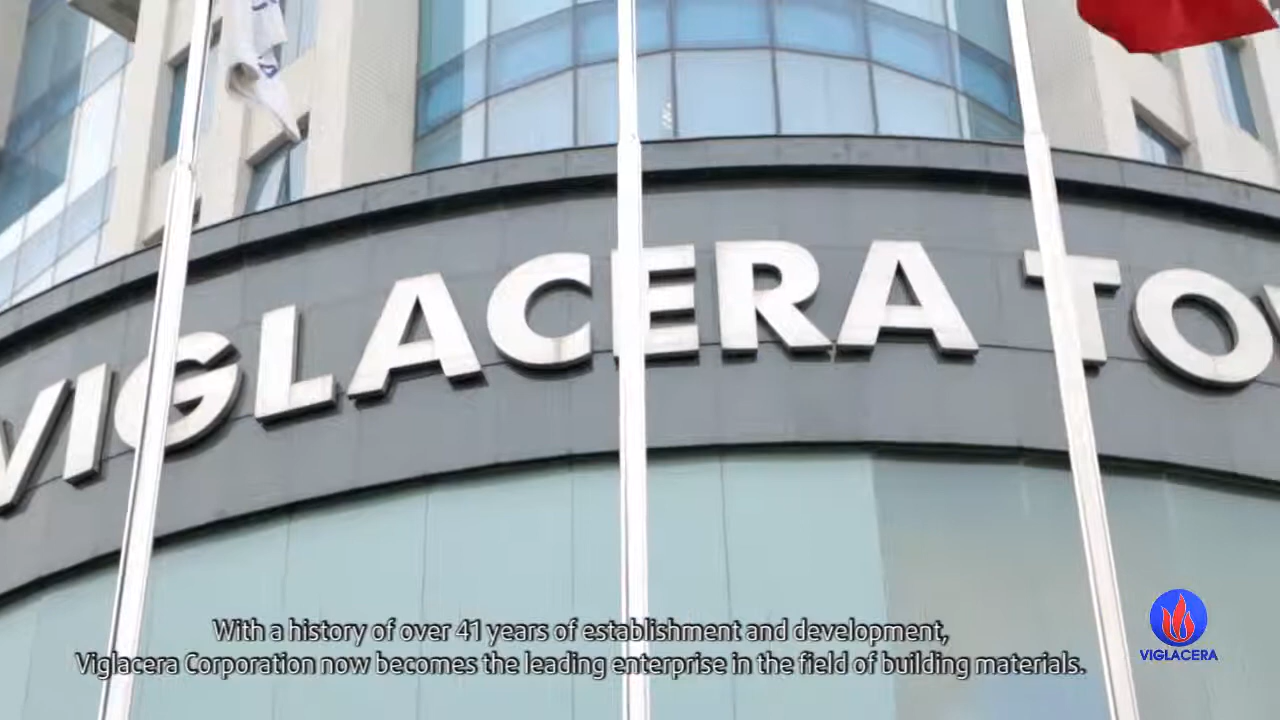 VIGLACERA TO
With a history of over 41 years of establishment and development,
Viglacera Corporation now becomes the leading enterprise in the field of building materials.
VIGLACERA